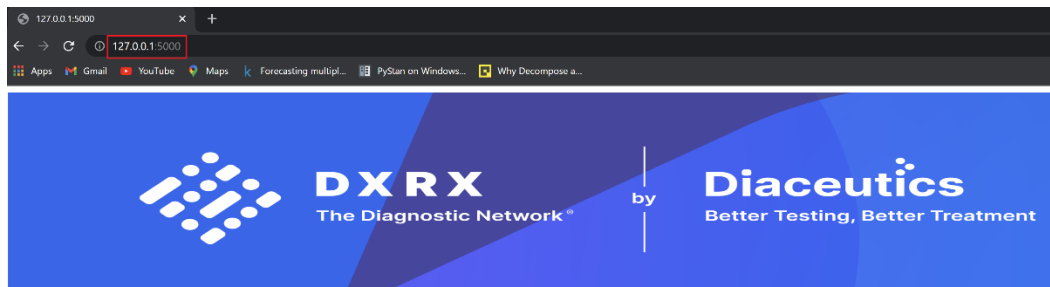 127.0.0.1:5000
127.0.0.1:5000
Apps Gmail YouTube Maps Forecasting multipl... PyStan on Windows... Why Decompose a...
DXRX by Diaceutics
The Diagnostic Network® Better Testing, Better Treatment